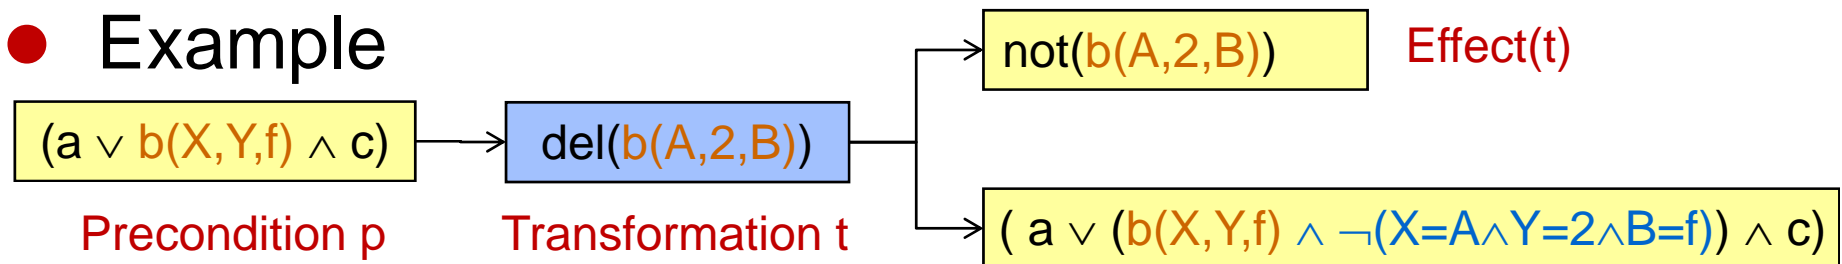 ● Example
not(b(A,2,B))
Effect(t)
(a ∨ b(X,Y,f) ∧ c)
del(b(A,2,B))
Precondition p
Transformation t
( a ∨ (b(X,Y,f) ∧ ¬(X=A∧Y=2∧B=f)) ∧ c)